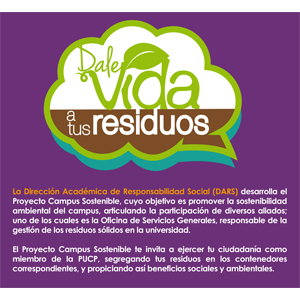 Dale
Vida
a
tus residuos
La Dirección Académica de Responsabilidad Social (DARS) desarrolla el
Proyecto Campus Sostenible, cuyo objetivo es promover la sostenibilidad
ambiental del campus, articulando la participación de diversos aliados;
uno de los cuales es la Oficina de Servicios Generales, responsable de la
gestión de los residuos sólidos en la universidad.
El Proyecto Campus Sostenible te invita a ejercer tu ciudadanía como
miembro de la PUCP, segregando tus residuos en los contenedores
correspondientes, y propiciando así beneficios sociales y ambientales.